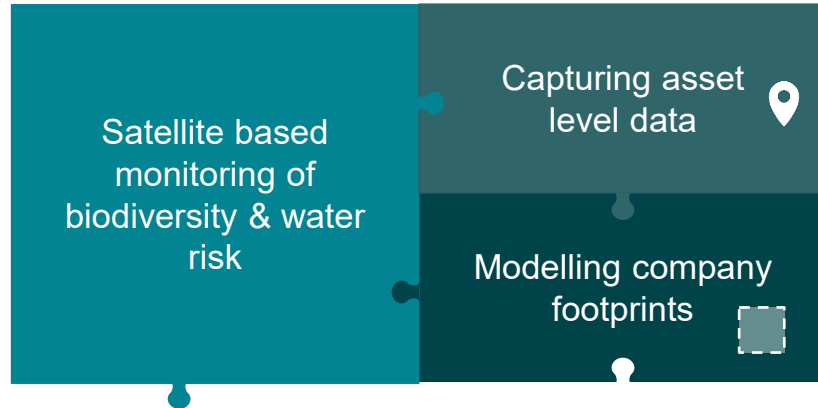 Satellite based
monitoring of
biodiversity & water
risk
Capturing asset
level data
Modelling company
footprints